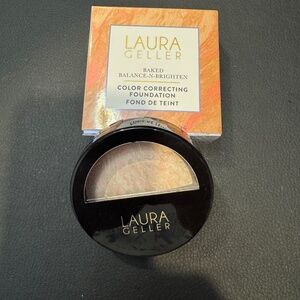 LAURA
GELLER
BAKED
BALANCE-N-BRIGHTEN
COLOR CORRECTING
FOUNDATION
FOND DE TEINT
LAURA
GELLER